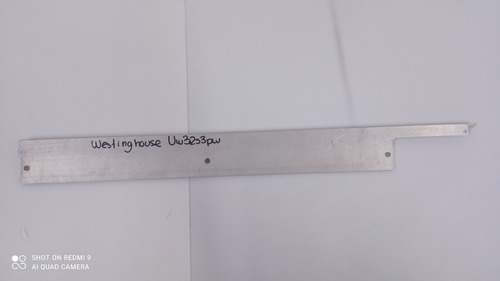 Westinghouse Uw32s3pw
SHOT ON REDMI 9
AI QUAD CAMERA